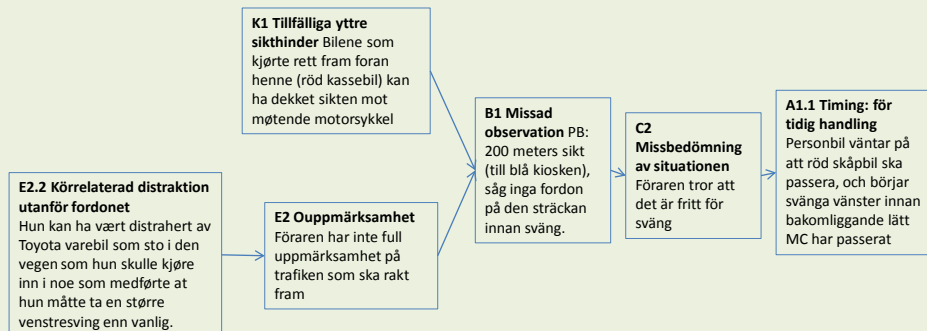 K1 Tillfälliga yttre
sikthinder Bilene som
kjørte rett fram foran
henne (röd kassebil) kan
ha dekket sikten mot
møtende motorsykkel
E2.2 Körrelaterad distraktion
utanför fordonet
Hun kan ha vært distrahert av
Toyota varebil som sto i den
vegen som hun skulle kjøre
inn i noe som medførte at
hun måtte ta en større
venstresving enn vanlig.
E2 Ouppmärksamhet
Föraren har inte full
uppmärksamhet på
trafiken som ska rakt
fram
B1 Missad
observation PB:
200 meters sikt
(till blå kiosken),
såg inga fordon
på den sträckan
innan sväng.
C2
Missbedömning
av situationen
Föraren tror att
det är fritt för
sväng
A1.1 Timing: för
tidig handling
Personbil väntar på
att röd skåpbil ska
passera, och börjar
svänga vänster innan
bakomliggande lätt
MC har passerat